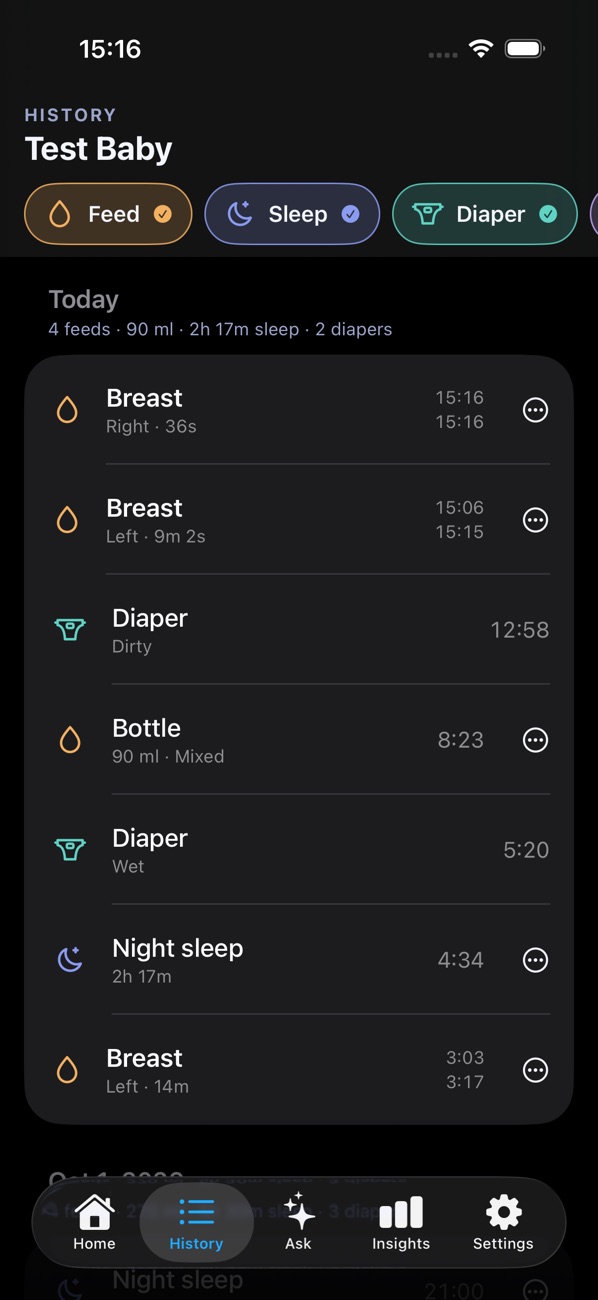 15:16
HISTORY
Test Baby
Feed
Sleep
Diaper
Today
4 feeds · 90 ml · 2h 17m sleep · 2 diapers
Breast
15:16
Right · 36s
15:16
Breast
15:06
Left · 9m 2s
15:15
Diaper
Dirty
12:58
Bottle
90 ml · Mixed
8:23
Diaper
Wet
5:20
Night sleep
2h 17m
4:34
Breast
3:03
Left · 14m
3:17
Home
History
Ask
Insights
Settings
Night sleep
21:00